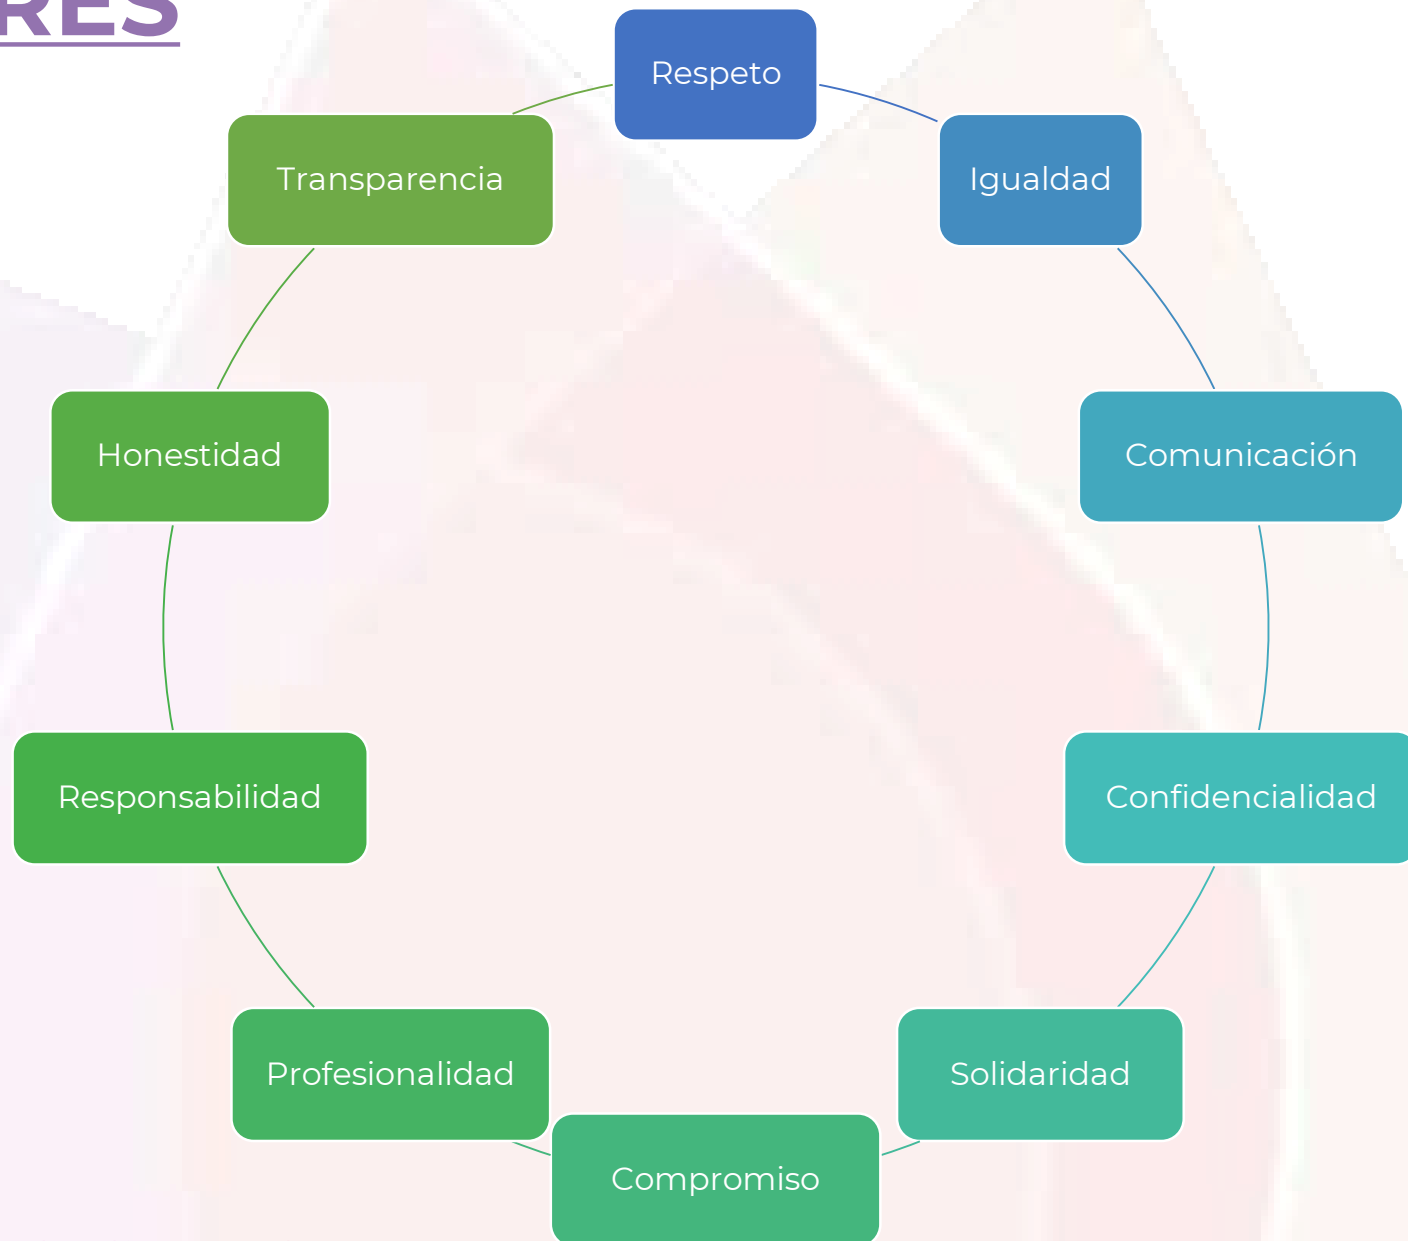 RES
Respeto
Igualdad
Comunicación
Confidencialidad
Solidaridad
Compromiso
Profesionalidad
Responsabilidad
Honestidad
Transparencia